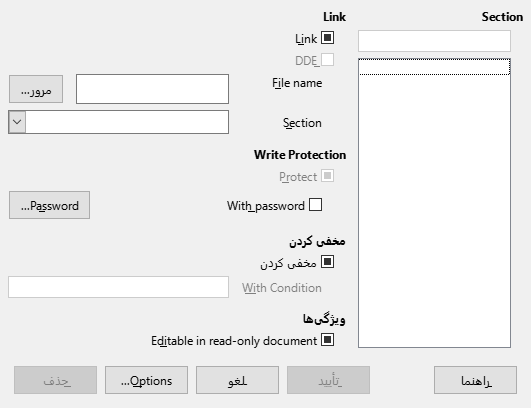 Section
Link
Link
DDE
File name
مرور...
Section
Write Protection
Protect
With password
Password...
مخفی کردن
مخفی کردن
With Condition
ویژگی‌ها
Editable in read-only document
راهنما
تأیید
لغو
Options...
حذف